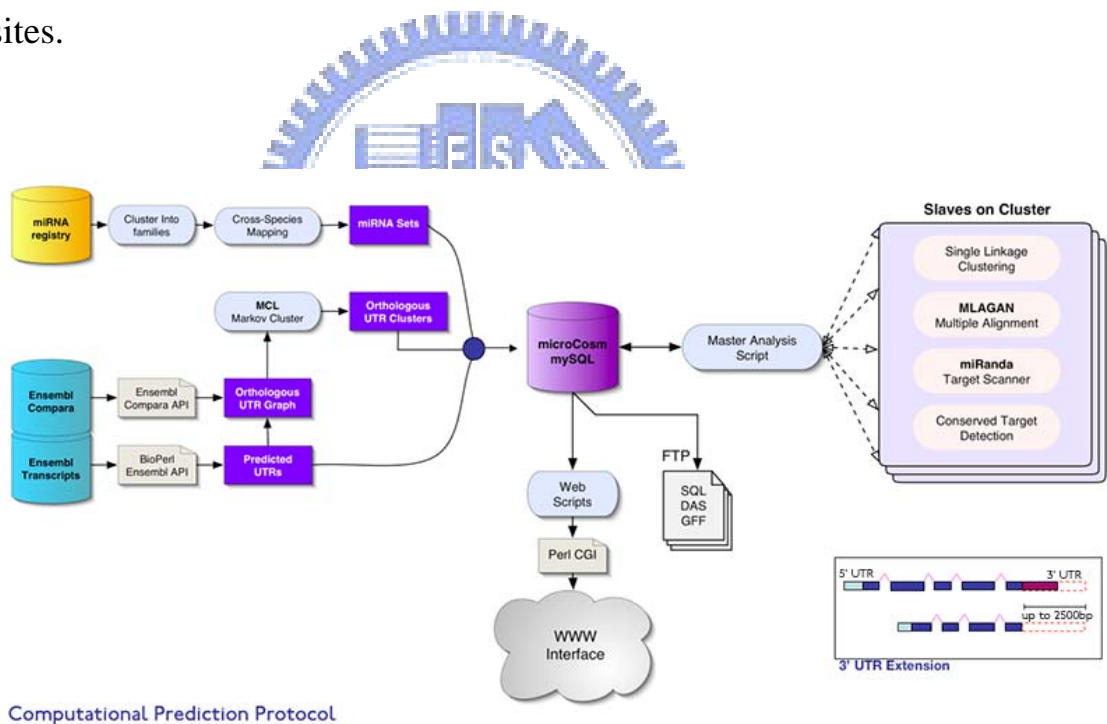 sites.
E S A
miRNA
registry
Cluster Into
families
Cross-Species
Mapping
miRNA Sets
MCL
Markov Cluster
Orthologous
UTR Clusters
Ensembl
Compara
Ensembl
Compara API
Orthologous
UTR Graph
Ensembl
Transcripts
BioPerl
Ensembl API
Predicted
UTRs
microCosm
mySQL
Master Analysis
Script
Slaves on Cluster
Single Linkage
Clustering
MLAGAN
Multiple Alignment
miRanda
Target Scanner
Conserved Target
Detection
Web
Scripts
FTP
SQL
DAS
GFF
Perl CGI
WWW
Interface
5' UTR
3' UTR
up to 2500bp
3' UTR Extension
Computational Prediction Protocol